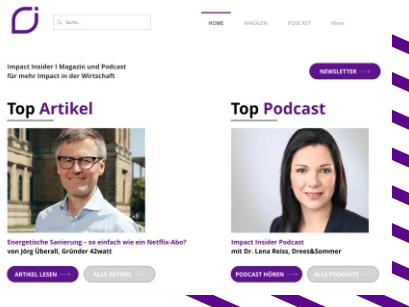 Suche...
HOME
MAGAZIN
PODCAST
More
Impact Insider I Magazin und Podcast
für mehr Impact in der Wirtschaft
NEWSLETTER
Top Artikel
Top Podcast
Energetische Sanierung – so einfach wie ein Netflix-Abo?
von Jörg Überall, Gründer 42watt
Impact Insider Podcast
mit Dr. Lena Reiss, Drees&Sommer
ARTIKEL LESEN
ALLE ARTIKEL
PODCAST HÖREN
ALLE PODCASTS